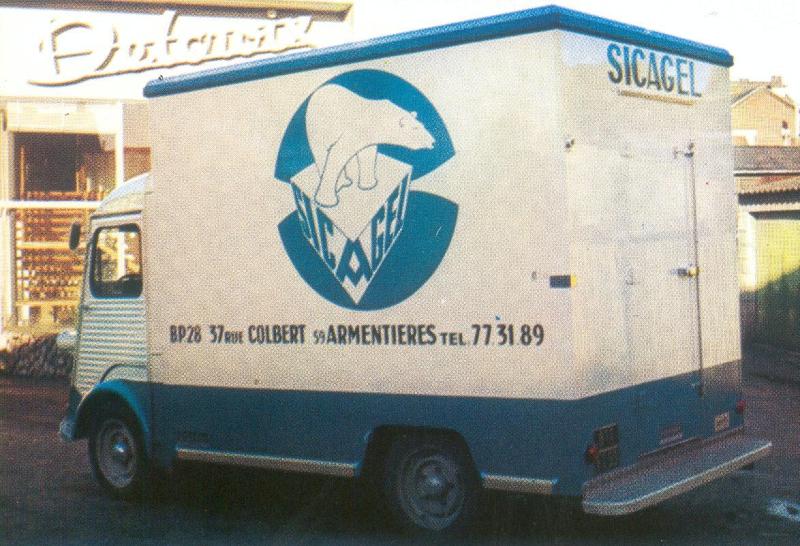 SICAGEL
SICAGEL
BP28 37 RUE COLBERT 59 ARMENTIERES TEL. 77.31.89